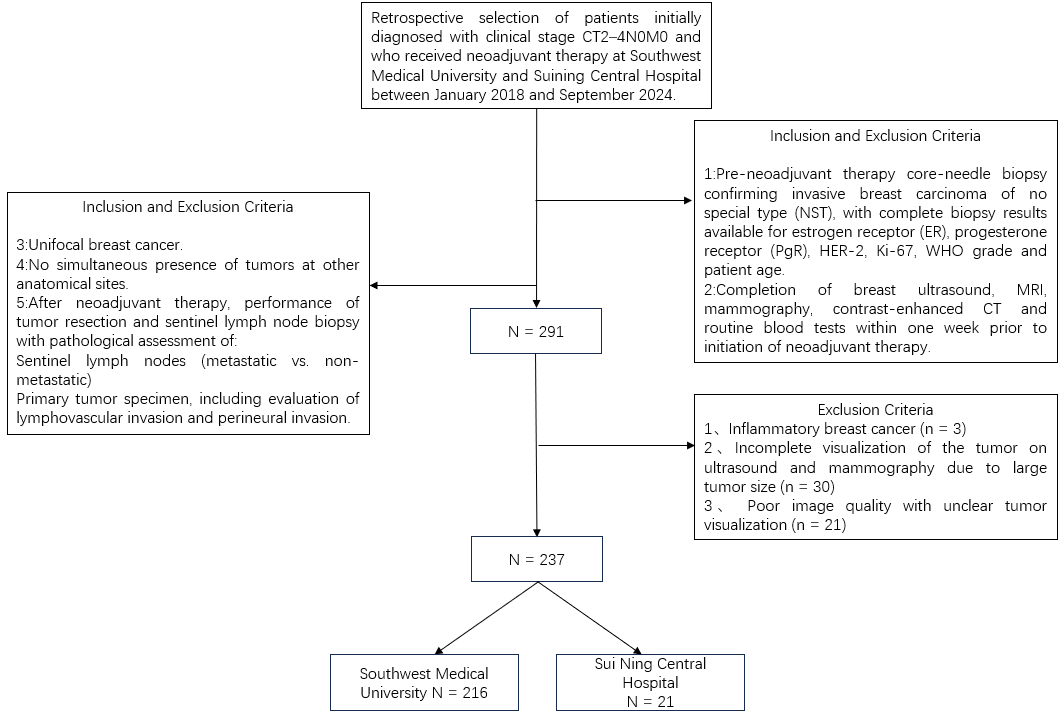 Retrospective selection of patients initially
diagnosed with clinical stage CT2–4N0M0 and
who received neoadjuvant therapy at Southwest
Medical University and Suining Central Hospital
between January 2018 and September 2024.
Inclusion and Exclusion Criteria
1:Pre-neoadjuvant therapy core-needle biopsy
confirming invasive breast carcinoma of no
special type (NST), with complete biopsy results
available for estrogen receptor (ER), progesterone
receptor (PgR), HER-2, Ki-67, WHO grade and
patient age.
2:Completion of breast ultrasound, MRI,
mammography, contrast-enhanced CT and
routine blood tests within one week prior to
initiation of neoadjuvant therapy.
Inclusion and Exclusion Criteria
3:Unifocal breast cancer.
4:No simultaneous presence of tumors at other
anatomical sites.
5:After neoadjuvant therapy, performance of
tumor resection and sentinel lymph node biopsy
with pathological assessment of:
Sentinel lymph nodes (metastatic vs. non-
metastatic)
Primary tumor specimen, including evaluation of
lymphovascular invasion and perineural invasion.
N = 291
Exclusion Criteria
1、Inflammatory breast cancer (n = 3)
2、Incomplete visualization of the tumor on
ultrasound and mammography due to large
tumor size (n = 30)
3、 Poor image quality with unclear tumor
visualization (n = 21)
N = 237
Southwest Medical
University N = 216
Sui Ning Central
Hospital
N = 21